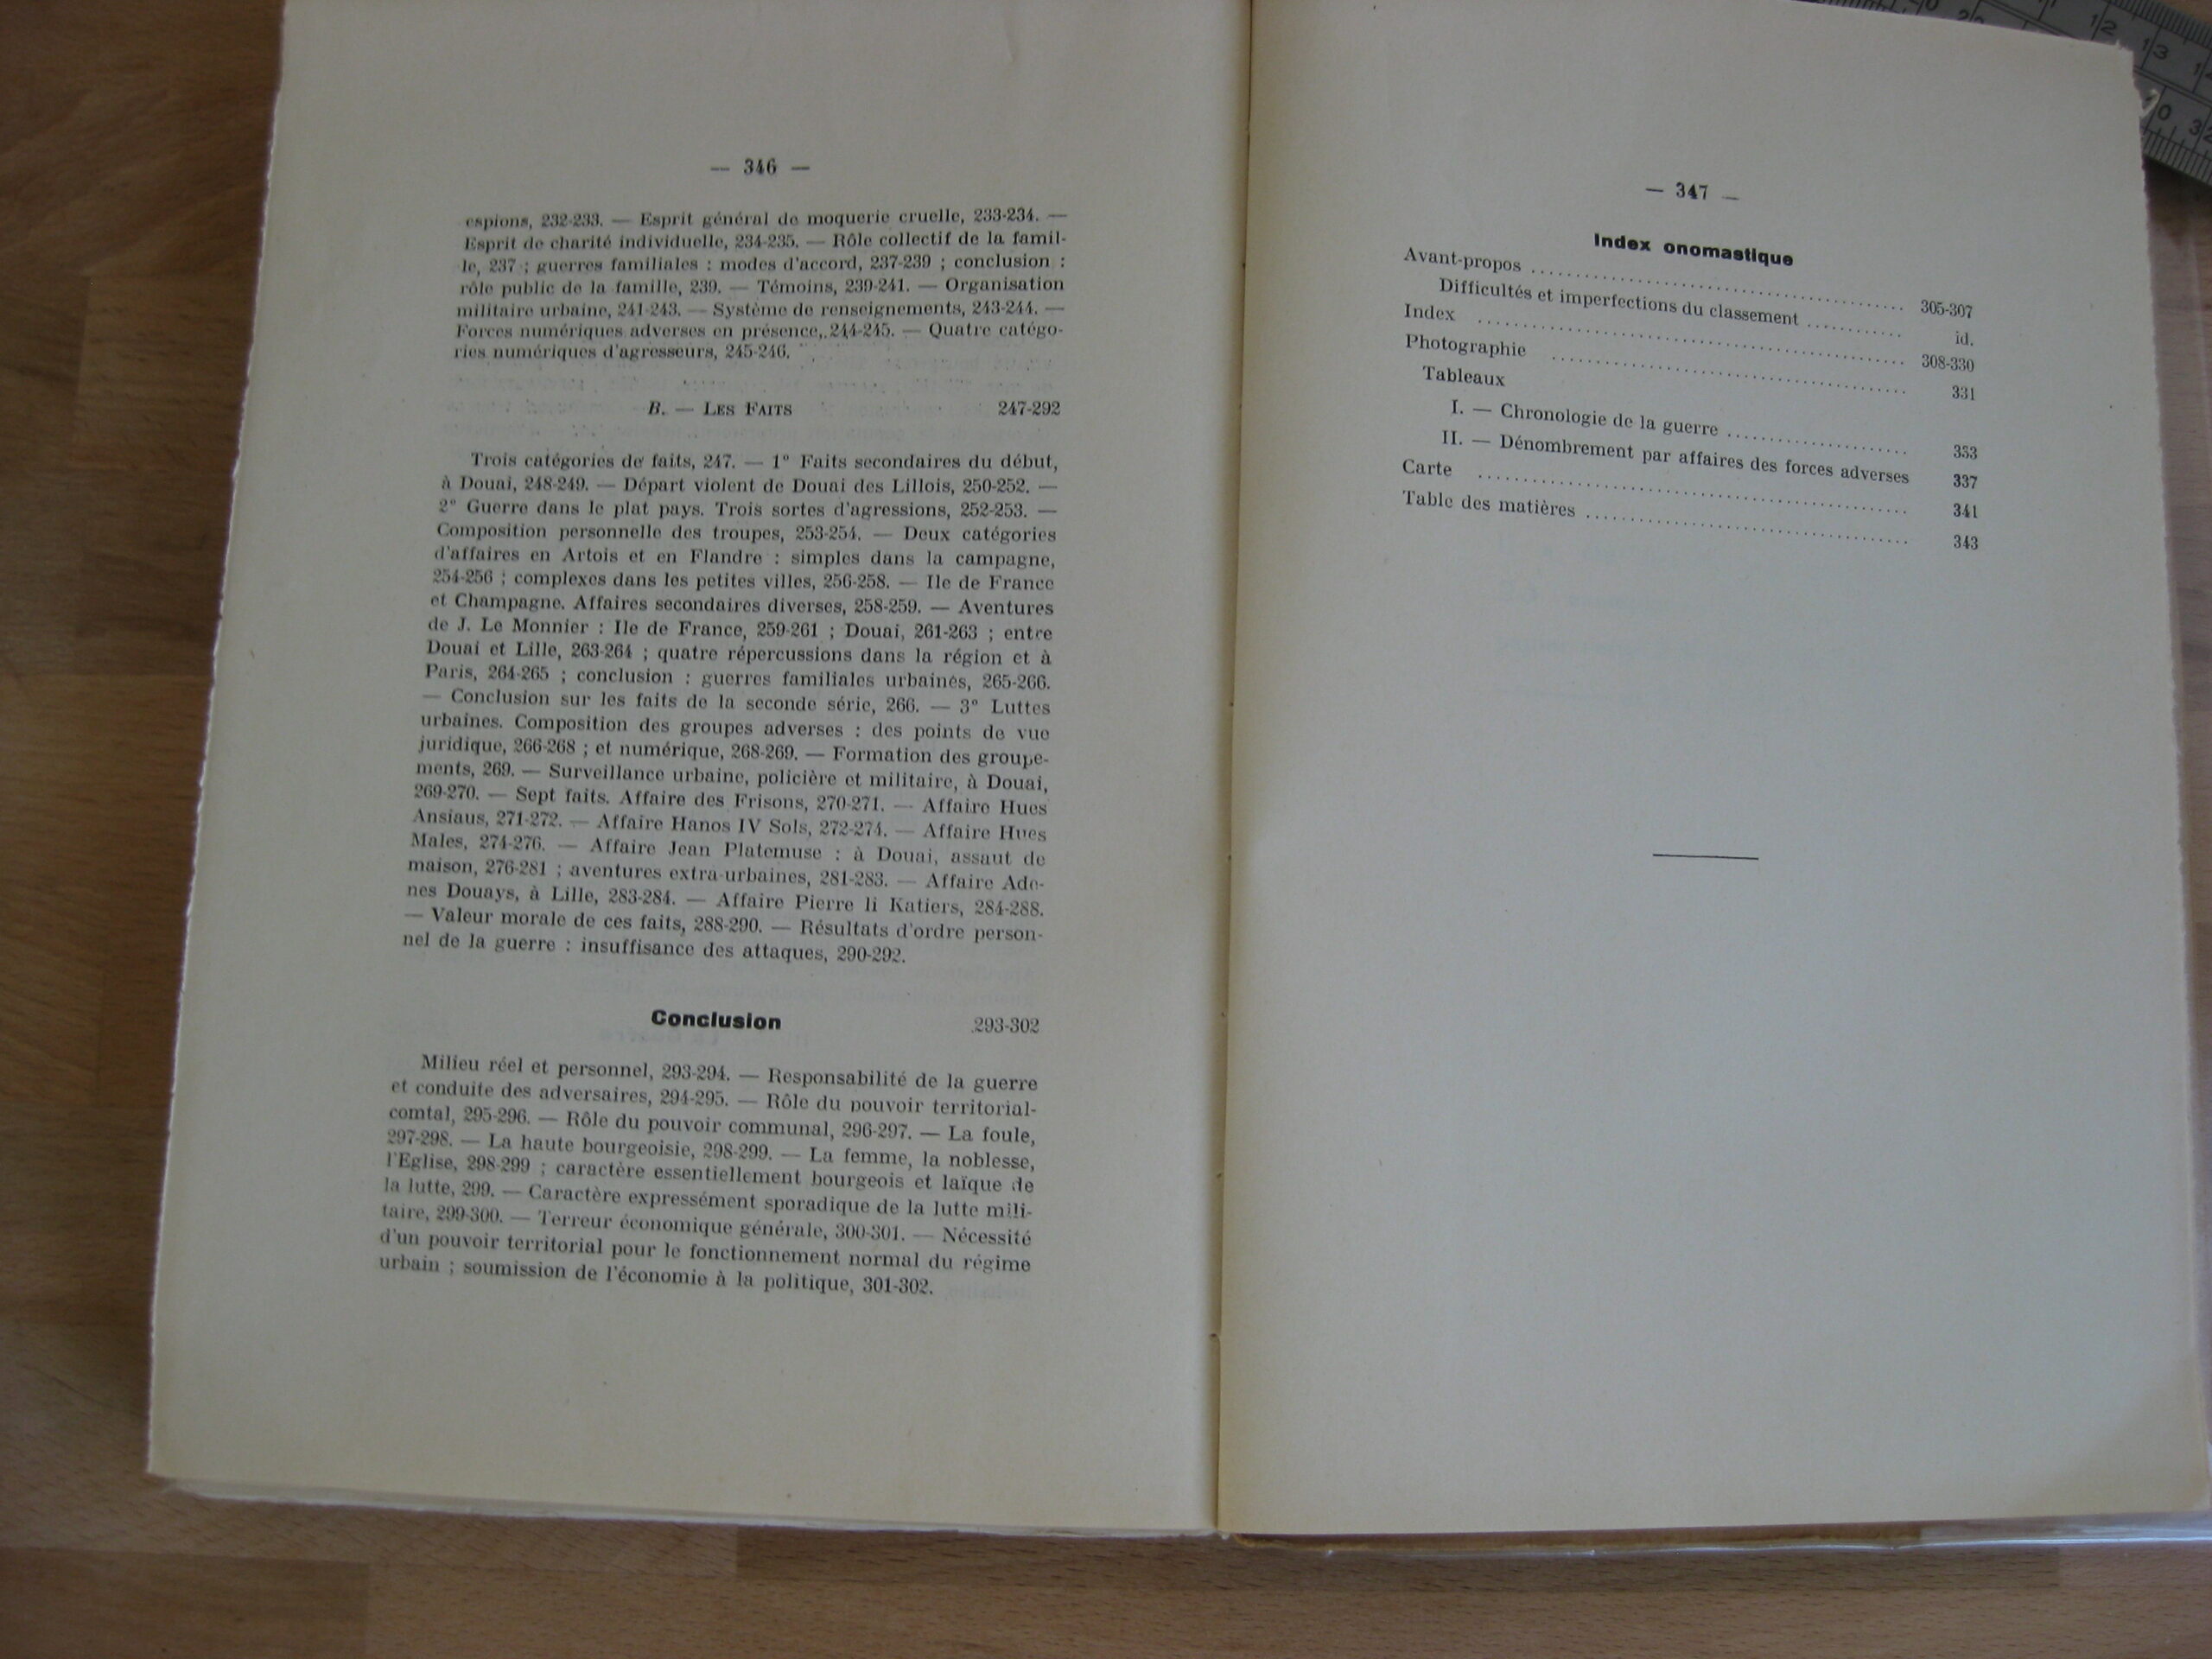 — 346 —
espions, 232-233. — Esprit général de moquerie cruelle, 233-234. —
Esprit de charité individuelle, 234-235. — Rôle collectif de la famil-
le, 237 ; guerres familiales : modes d'accord, 237-239 ; conclusion :
rôle public de la famille, 239. — Témoins, 239-241. — Organisation
militaire urbaine, 241-243. — Système de renseignements, 243-244. —
Forces numériques adverses en présence, 244-245. — Quatre catégo-
ries numériques d'agresseurs, 245-246.
B. — LES FAITS 247-292
Trois catégories de faits, 247. — 1° Faits secondaires du début,
à Douai, 248-249. — Départ violent de Douai des Lillois, 250-252. —
2° Guerre dans le plat pays. Trois sortes d'agressions, 252-253. —
Composition personnelle des troupes, 253-254. — Deux catégories
d'affaires en Artois et en Flandre : simples dans la campagne,
254-256 ; complexes dans les petites villes, 256-258. — Ile de France
et Champagne. Affaires secondaires diverses, 258-259. — Aventures
de J. Le Monnier : Ile de France, 259-261 ; Douai, 261-263 ; entre
Douai et Lille, 263-264 ; quatre répercussions dans la région et à
Paris, 264-265 ; conclusion : guerres familiales urbaines, 265-266.
— Conclusion sur les faits de la seconde série, 266. — 3° Luttes
urbaines. Composition des groupes adverses : des points de vue
juridique, 266-268 ; et numérique, 268-269. — Formation des groupe-
ments, 269. — Surveillance urbaine, policière et militaire, à Douai,
269-270. — Sept faits. Affaire des Frisons, 270-271. — Affaire Hues
Ansiaus, 271-272. — Affaire Hanos IV Sols, 272-274. — Affaire Hues
Males, 274-276. — Affaire Jean Platemuse : à Douai, assaut de
maison, 276-281 ; aventures extra-urbaines, 281-283. — Affaire Ade-
nes Douays, à Lille, 283-284. — Affaire Pierre li Katiers, 284-288.
— Valeur morale de ces faits, 288-290. — Résultats d'ordre person-
nel de la guerre : insuffisance des attaques, 290-292.
Conclusion 293-302
Milieu réel et personnel, 293-294. — Responsabilité de la guerre
et conduite des adversaires, 294-295. — Rôle du pouvoir territorial-
comtal, 295-296. — Rôle du pouvoir communal, 296-297. — La foule,
297-298. — La haute bourgeoisie, 298-299. — La femme, la noblesse,
l'Eglise, 298-299 ; caractère essentiellement bourgeois et laïque de
la lutte, 299. — Caractère expressément sporadique de la lutte mili-
taire, 299-300. — Terreur économique générale, 300-301. — Nécessité
d'un pouvoir territorial pour le fonctionnement normal du régime
urbain ; soumission de l'économie à la politique, 301-302.
— 347 —
Index onomastique
Avant-propos ........................................ 305-307
Difficultés et imperfections du classement ............ id.
Index ........................................ 308-330
Photographie ........................................ 331
Tableaux
I. — Chronologie de la guerre .................... 333
II. — Dénombrement par affaires des forces adverses 337
Carte ........................................ 341
Table des matières .................................... 343
12
13